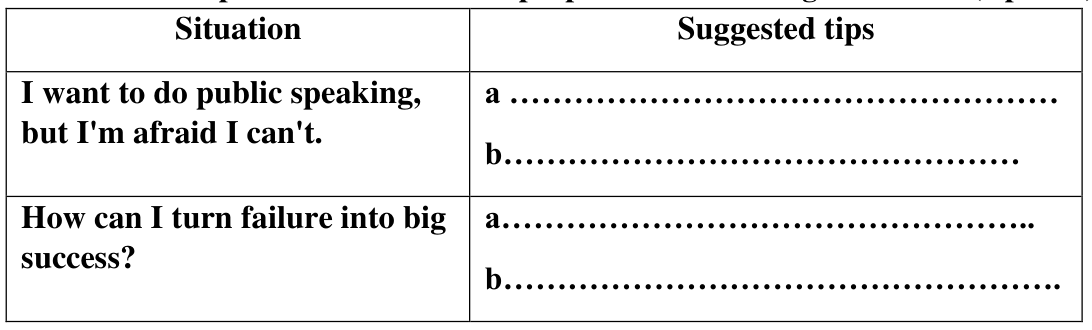 Situation
Suggested tips
I want to do public speaking,
but I'm afraid I can't.
a ……………………………………………
b…………………………………………
How can I turn failure into big
success?
a…………………………………………..
b…………………………………………….